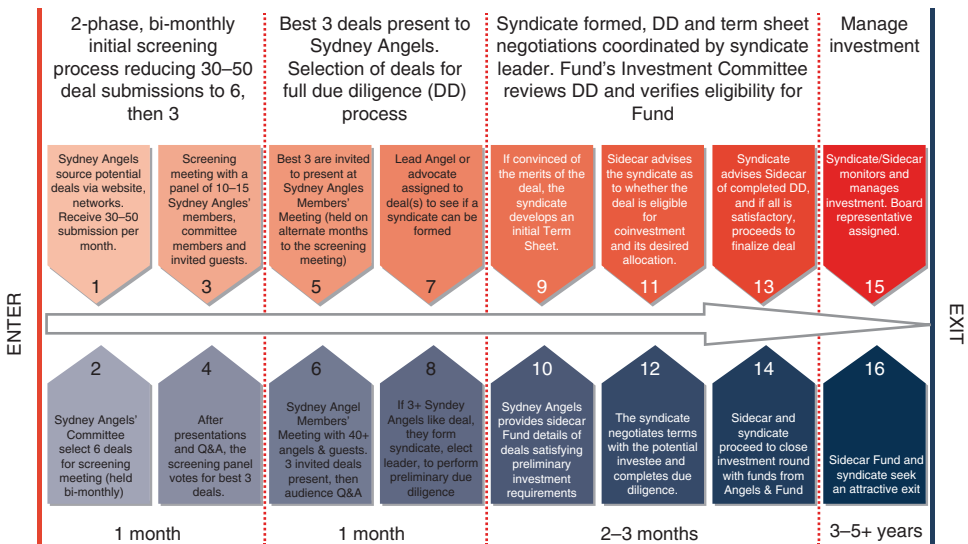 2-phase, bi-monthly
initial screening
process reducing 30–50
deal submissions to 6,
then 3
Best 3 deals present to
Sydney Angels.
Selection of deals for
full due diligence (DD)
process
Syndicate formed, DD and term sheet
negotiations coordinated by syndicate
leader. Fund's Investment Committee
reviews DD and verifies eligibility for
Fund
Manage
investment
Sydney Angels
source potential
deals via website,
networks.
Receive 30–50
submission per
month.
1
Screening
meeting with a
panel of 10–15
Sydney Angles'
members,
committee
members and
invited guests.
3
Best 3 are invited
to present at
Sydney Angles
Members'
Meeting (held on
alternate months
to the screening
meeting)
5
Lead Angel or
advocate
assigned to
deal(s) to see if a
syndicate can be
formed
7
If convinced of
the merits of the
deal, the
syndicate
develops an
initial Term
Sheet.
9
Sidecar advises
the syndicate as
to whether the
deal is eligible
for
coinvestment
and its desired
allocation.
11
Syndicate
advises Sidecar
of completed DD,
and if all is
satisfactory,
proceeds to
finalize deal
13
Syndicate/Sidecar
monitors and
manages
investment. Board
representative
assigned.
15
ENTER
EXIT
2
Sydney Angels'
Committee
select 6 deals
for screening
meeting (held
bi-monthly)
4
After
presentations
and Q&A, the
screening panel
votes for best 3
deals.
6
Sydney Angel
Members'
Meeting with 40+
angels & guests.
3 invited deals
present, then
audience Q&A
8
If 3+ Syndey
Angels like deal,
they form
syndicate, elect
leader, to perform
preliminary due
diligence
10
Sydney Angels
provides sidecar
Fund details of
deals satisfying
preliminary
investment
requirements
12
The syndicate
negotiates terms
with the potential
investee and
completes due
diligence.
14
Sidecar and
syndicate
proceed to close
investment round
with funds from
Angels & Fund
16
Sidecar Fund and
syndicate seek
an attractive exit
1 month
1 month
2–3 months
3–5+ years